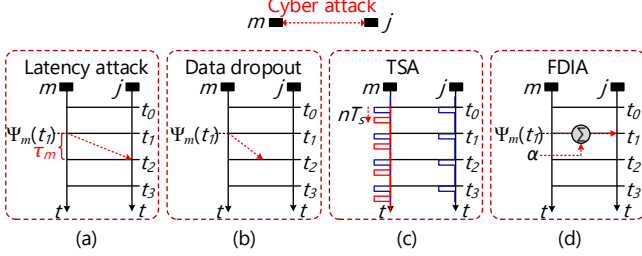 Cyber attack
m j
Latency attack
m j
t₀
Ψₘ(t₁) t₁
τₘ
t₂
t₃
t t
(a)
Data dropout
m j
t₀
Ψₘ(t₁) t₁
t₂
t₃
t t
(b)
TSA
m j
t₀
nTₛ
t₁
t₂
t₃
t t
(c)
FDIA
m j
t₀
Ψₘ(t₁) Σ t₁
α
t₂
t₃
t t
(d)